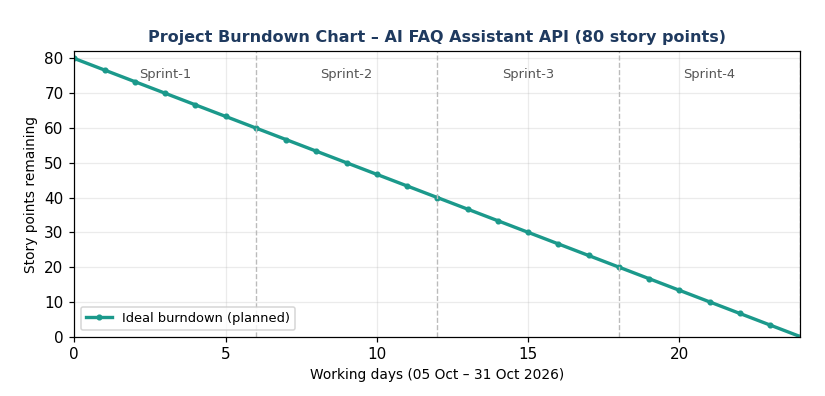 Project Burndown Chart – AI FAQ Assistant API (80 story points)
Sprint-1 Sprint-2 Sprint-3 Sprint-4
Story points remaining
80
70
60
50
40
30
20
10
0
Ideal burndown (planned)
0 5 10 15 20
Working days (05 Oct – 31 Oct 2026)